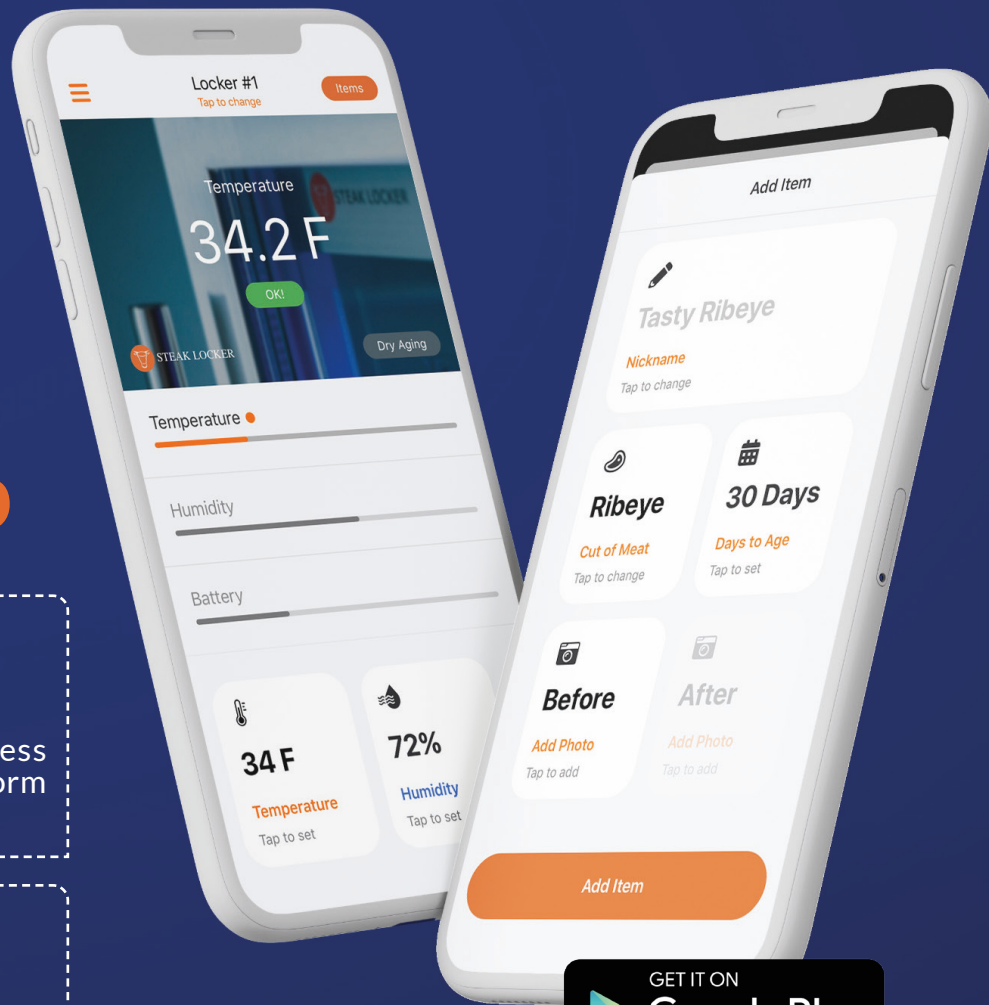 Locker #1
Tap to change
Items
Temperature
34.2 F
OK!
STEAK LOCKER
STEAK LOCKER
Dry Aging
Temperature
Humidity
Battery
34 F
Temperature
Tap to set
72%
Humidity
Tap to set
Add Item
Tasty Ribeye
Nickname
Tap to change
Ribeye
Cut of Meat
Tap to change
30 Days
Days to Age
Tap to set
Before
Add Photo
Tap to add
After
Add Photo
Tap to add
Add Item
ess
orm
GET IT ON